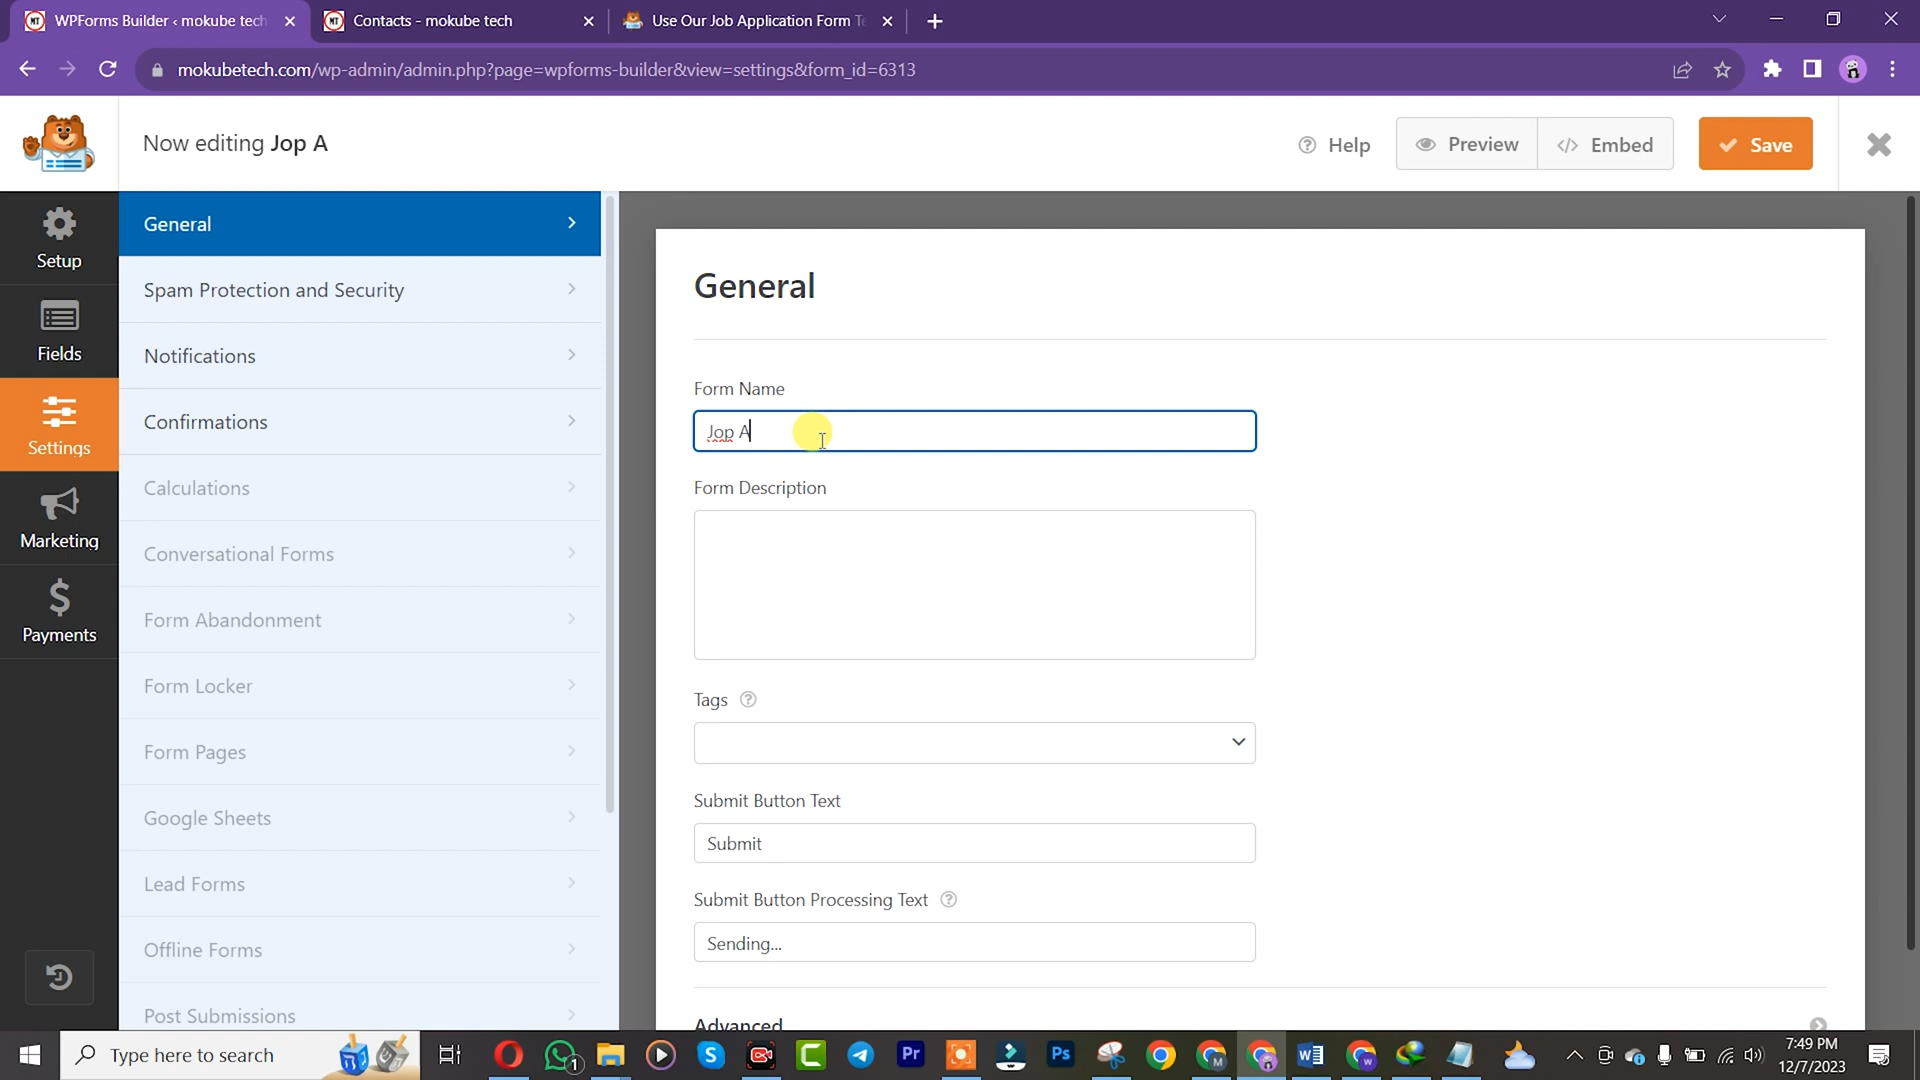 WPForms Builder ‹ mokube tech
Contacts - mokube tech
Use Our Job Application Form Te
mokubetech.com/wp-admin/admin.php?page=wpforms-builder&view=settings&form_id=6313
Now editing Jop A
Help
Preview
Embed
Save
Setup
Fields
Settings
Marketing
Payments
General
Spam Protection and Security
Notifications
Confirmations
Calculations
Conversational Forms
Form Abandonment
Form Locker
Form Pages
Google Sheets
Lead Forms
Offline Forms
Post Submissions
General
Form Name
Jop A
Form Description
Tags
Submit Button Text
Submit
Submit Button Processing Text
Sending...
Advanced
Type here to search
7:49 PM
12/7/2023